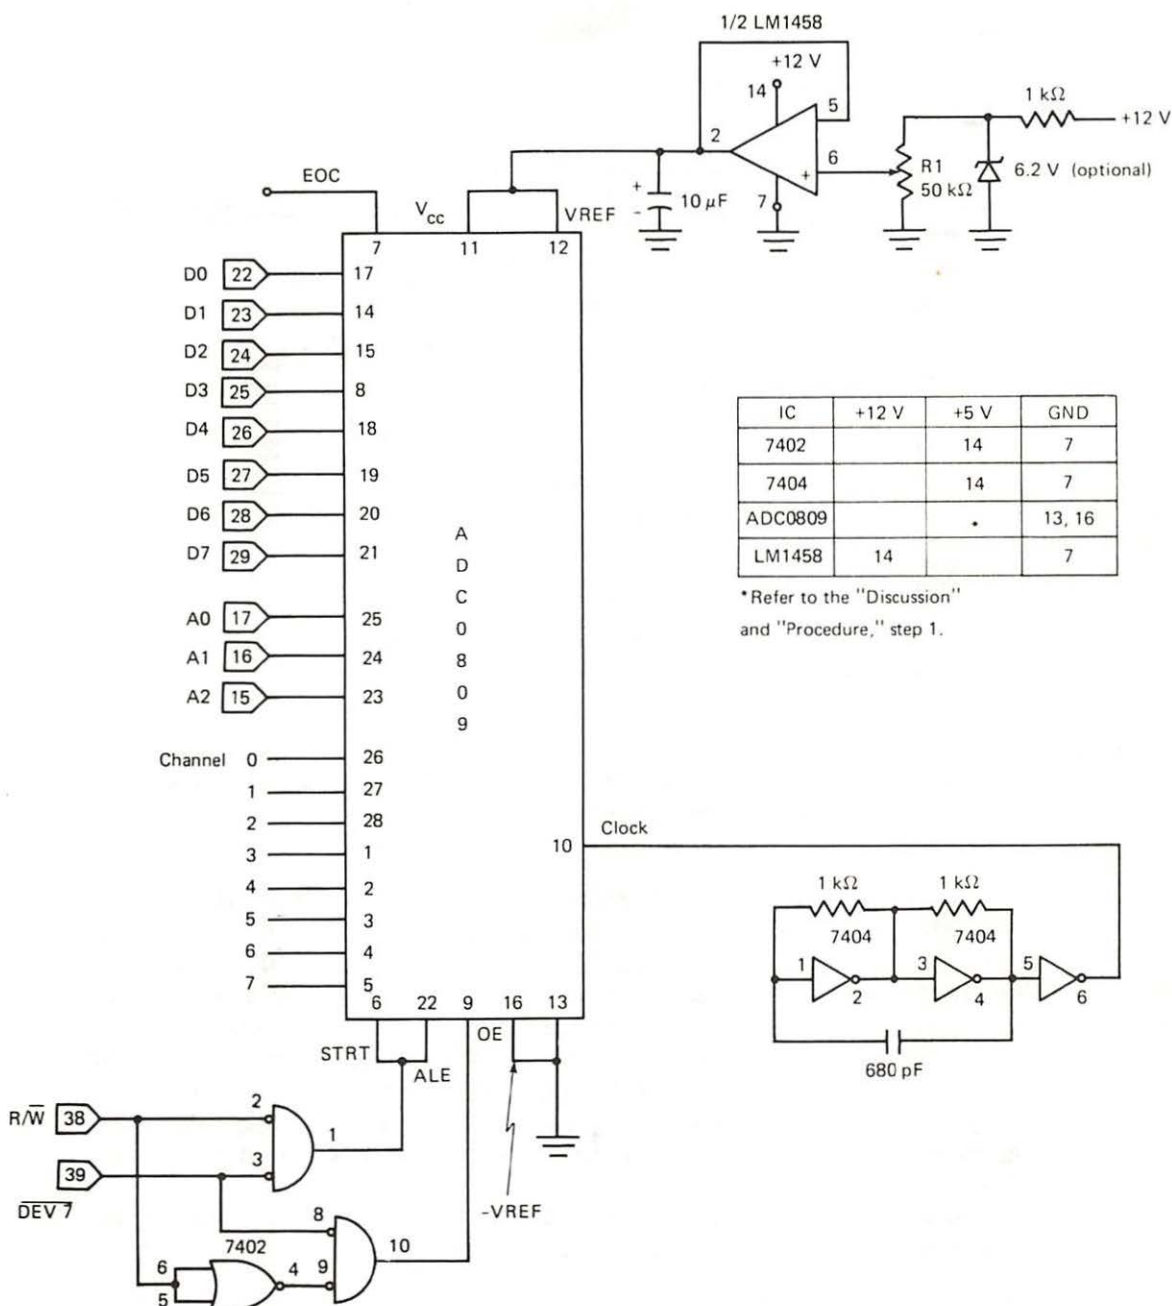 1/2 LM1458
+12 V
14
5
2
6
+
7
1 kΩ
+12 V
R1
50 kΩ
6.2 V (optional)
+
-
10 μF
EOC
Vcc
VREF
7
11
12
D0 22 17
D1 23 14
D2 24 15
D3 25 8
D4 26 18
D5 27 19
D6 28 20
D7 29 21
A0 17 25
A1 16 24
A2 15 23
Channel 0 26
1 27
2 28
3 1
4 2
5 3
6 4
7 5
ADC0809
IC +12 V +5 V GND
7402 14 7
7404 14 7
ADC0809 * 13, 16
LM1458 14 7
*Refer to the "Discussion"
and "Procedure," step 1.
10
Clock
1 kΩ
1 kΩ
7404
7404
1
2
3
4
5
6
680 pF
6
22
9
16
13
OE
STRT
ALE
R/W̅ 38
2
3
1
39
D̅E̅V̅ ̅7̅
-VREF
8
9
10
7402
6
5
4